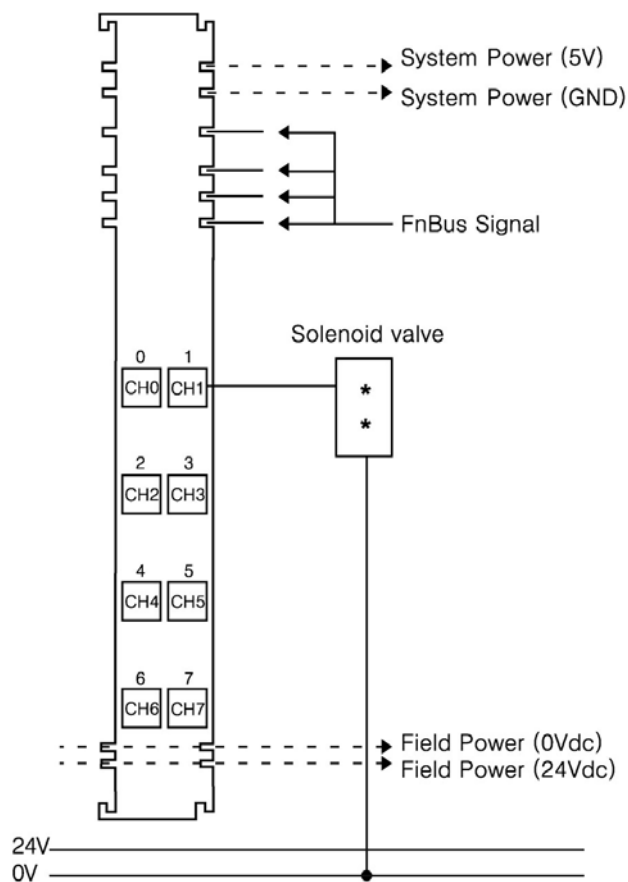 System Power (5V)
System Power (GND)
FnBus Signal
Solenoid valve
0 1
CH0 CH1
*
*
2 3
CH2 CH3
4 5
CH4 CH5
6 7
CH6 CH7
Field Power (0Vdc)
Field Power (24Vdc)
24V
0V